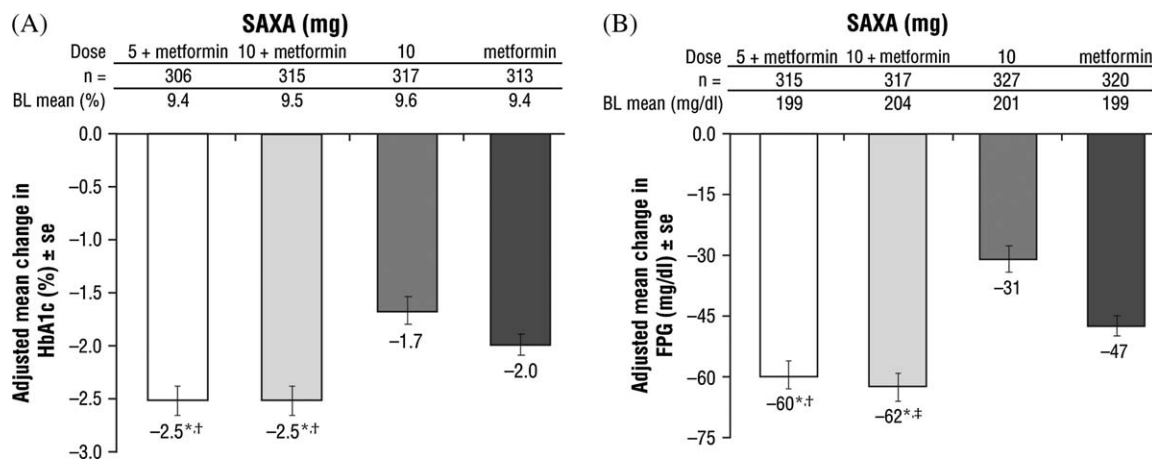 (A)
SAXA (mg)
Dose 5 + metformin 10 + metformin 10 metformin
n = 306 315 317 313
BL mean (%) 9.4 9.5 9.6 9.4
Adjusted mean change in
HbA1c (%) ± se
0.0
–0.5
–1.0
–1.5
–2.0
–2.5
–3.0
–2.5*,†
–2.5*,†
–1.7
–2.0
(B)
SAXA (mg)
Dose 5 + metformin 10 + metformin 10 metformin
n = 315 317 327 320
BL mean (mg/dl) 199 204 201 199
Adjusted mean change in
FPG (mg/dl) ± se
0.0
–15
–30
–45
–60
–75
–60*,†
–62*,‡
–31
–47